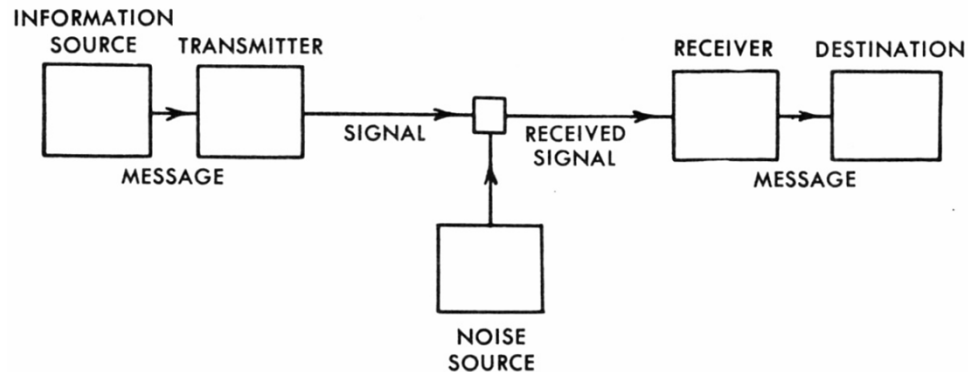 INFORMATION
SOURCE
TRANSMITTER
RECEIVER
DESTINATION
SIGNAL
RECEIVED
SIGNAL
MESSAGE
MESSAGE
NOISE
SOURCE